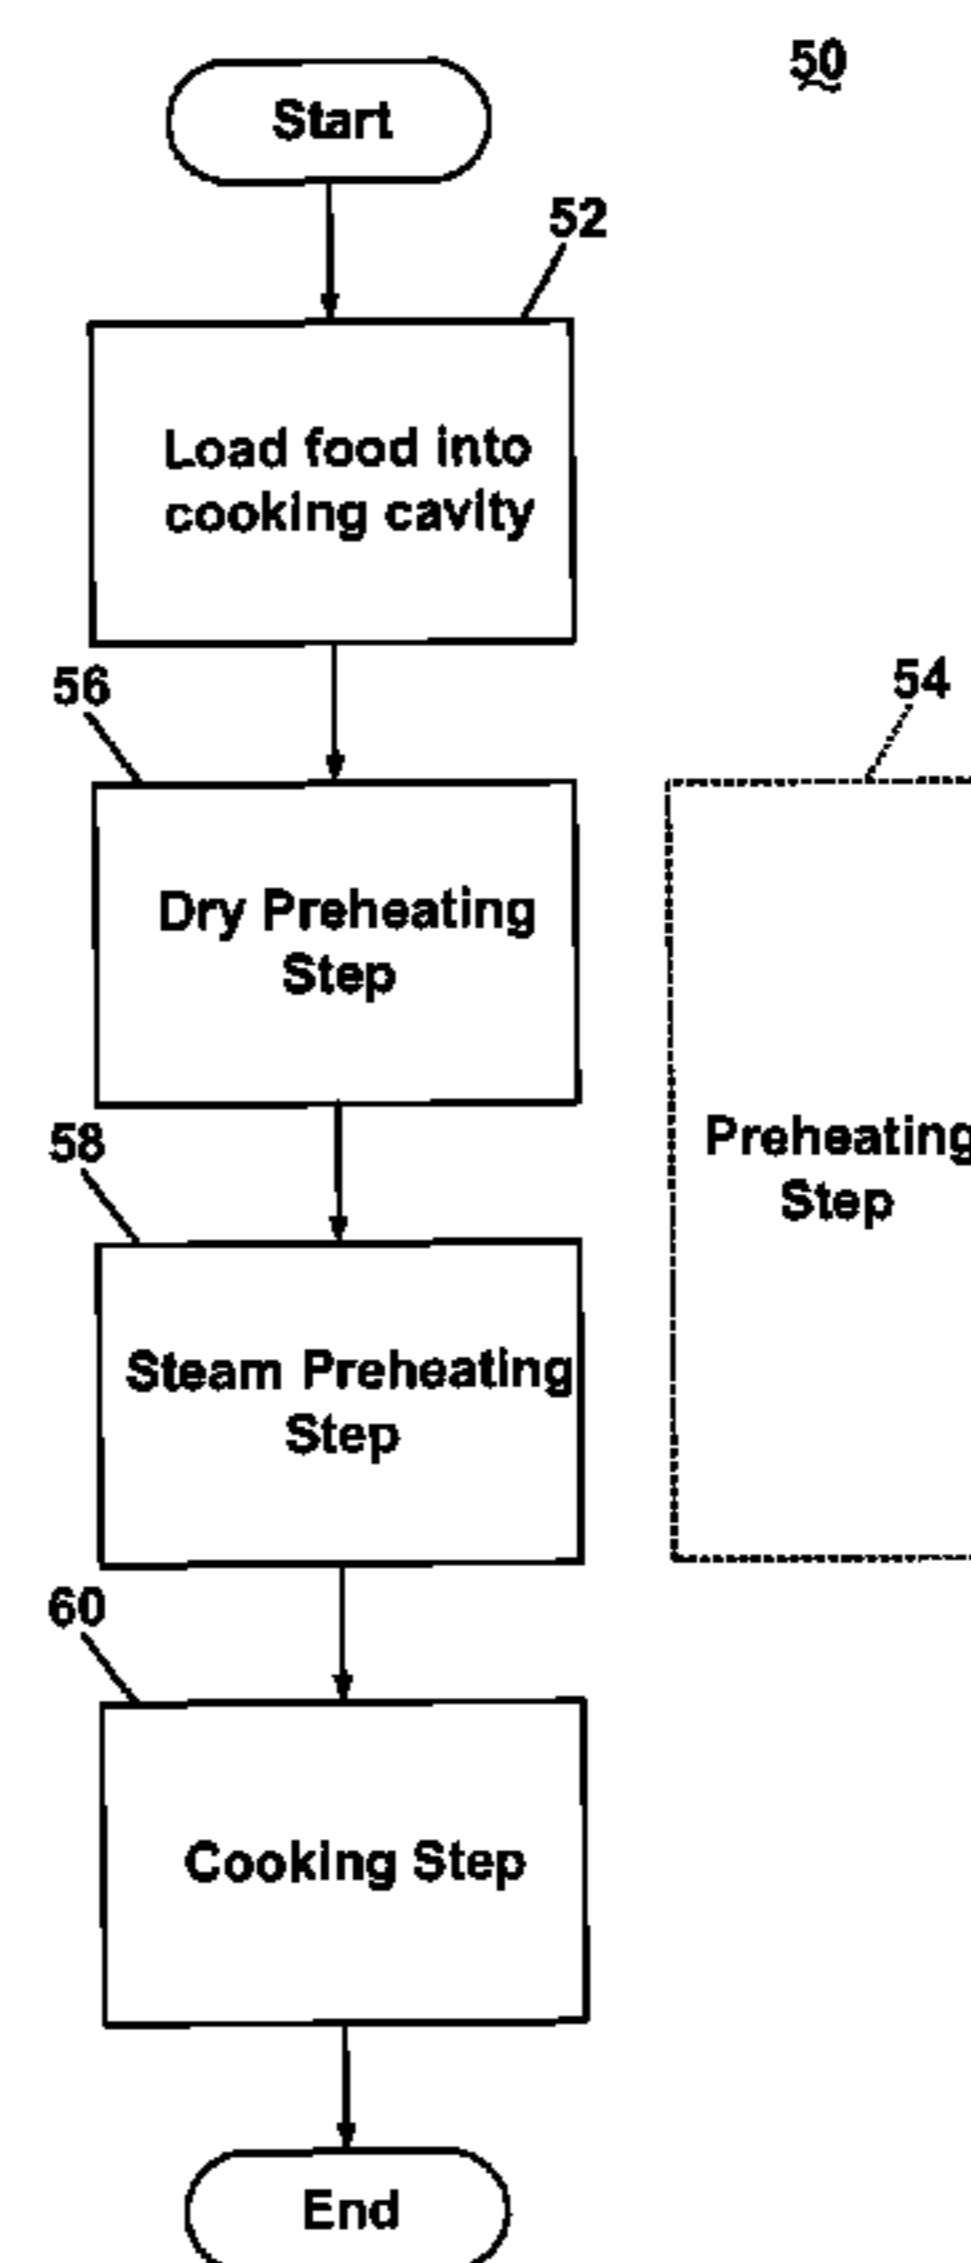 50
Start
52
Load food into
cooking cavity
56
54
Dry Preheating
Step
Preheating
Step
58
Steam Preheating
Step
60
Cooking Step
End